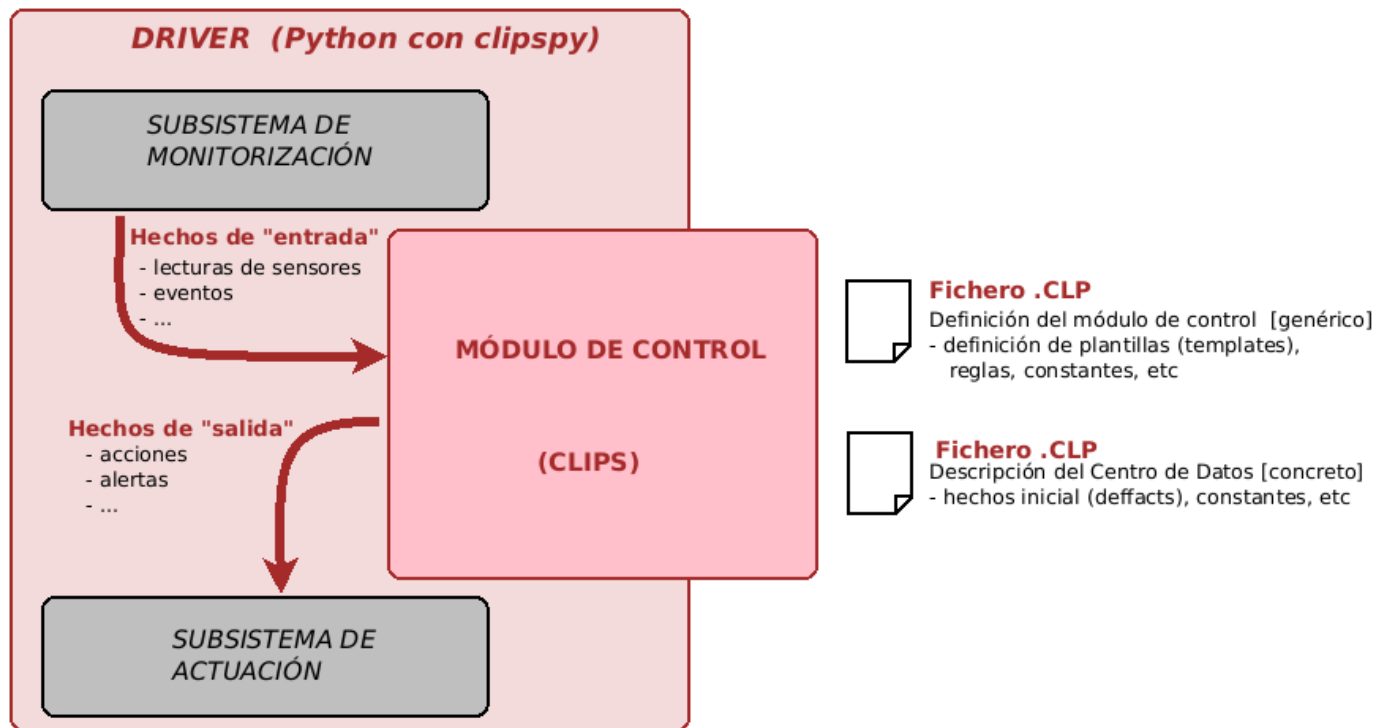 DRIVER (Python con clipspy)
SUBSISTEMA DE
MONITORIZACIÓN
Hechos de "entrada"
- lecturas de sensores
- eventos
- ...
MÓDULO DE CONTROL
(CLIPS)
Hechos de "salida"
- acciones
- alertas
- ...
SUBSISTEMA DE
ACTUACIÓN
Fichero .CLP
Definición del módulo de control [genérico]
- definición de plantillas (templates),
reglas, constantes, etc
Fichero .CLP
Descripción del Centro de Datos [concreto]
- hechos inicial (deffacts), constantes, etc